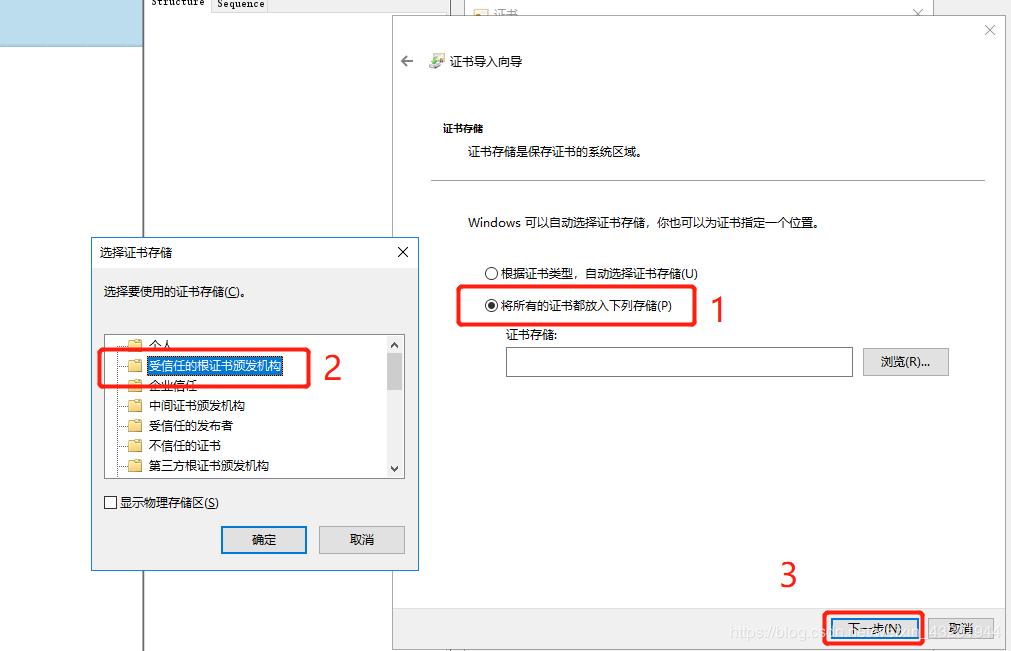 Structure
Sequence
证书
证书导入向导
证书存储
证书存储是保存证书的系统区域。
Windows 可以自动选择证书存储，你也可以为证书指定一个位置。
根据证书类型，自动选择证书存储(U)
将所有的证书都放入下列存储(P)
1
证书存储:
浏览(R)...
选择证书存储
选择要使用的证书存储(C)。
个人
受信任的根证书颁发机构
2
企业信任
中间证书颁发机构
受信任的发布者
不信任的证书
第三方根证书颁发机构
显示物理存储区(S)
确定
取消
3
下一步(N)
取消